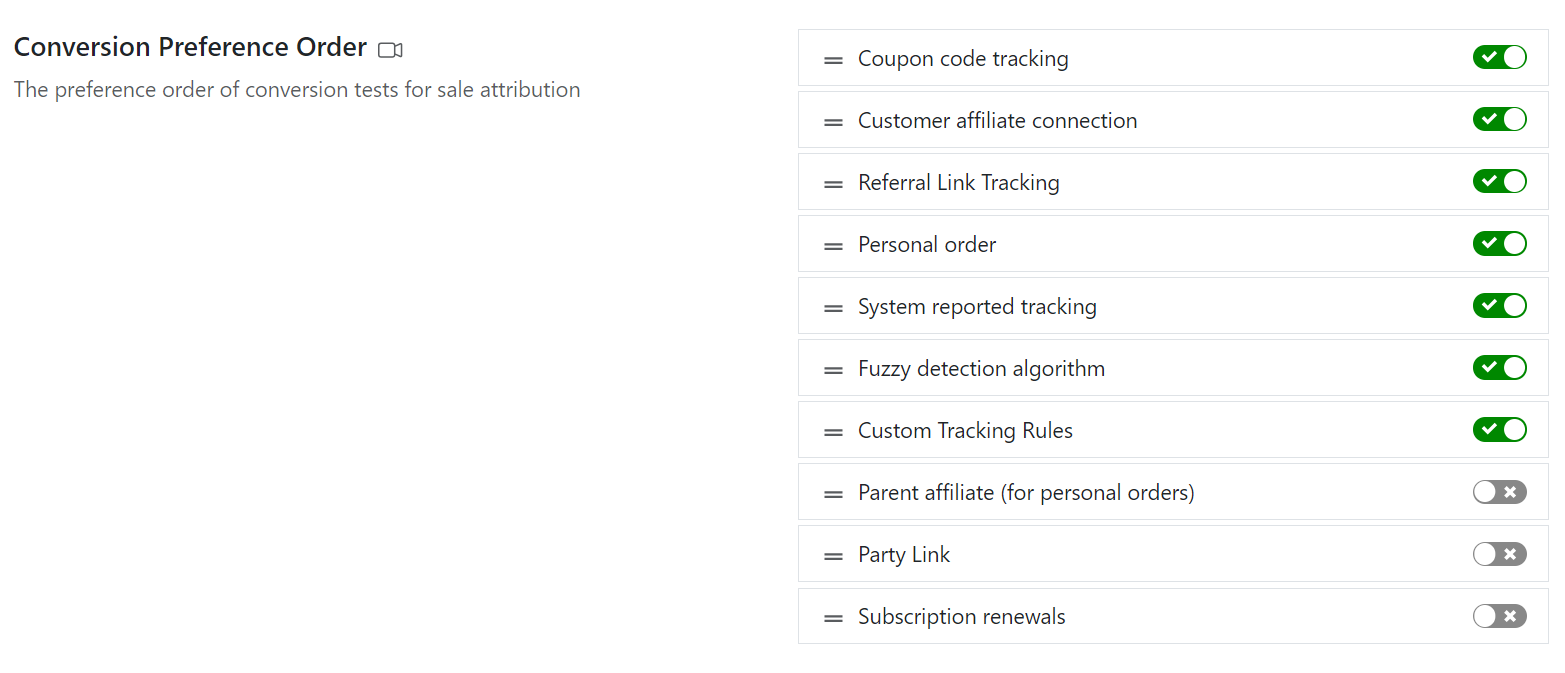 Conversion Preference Order
The preference order of conversion tests for sale attribution
Coupon code tracking
Customer affiliate connection
Referral Link Tracking
Personal order
System reported tracking
Fuzzy detection algorithm
Custom Tracking Rules
Parent affiliate (for personal orders)
Party Link
Subscription renewals